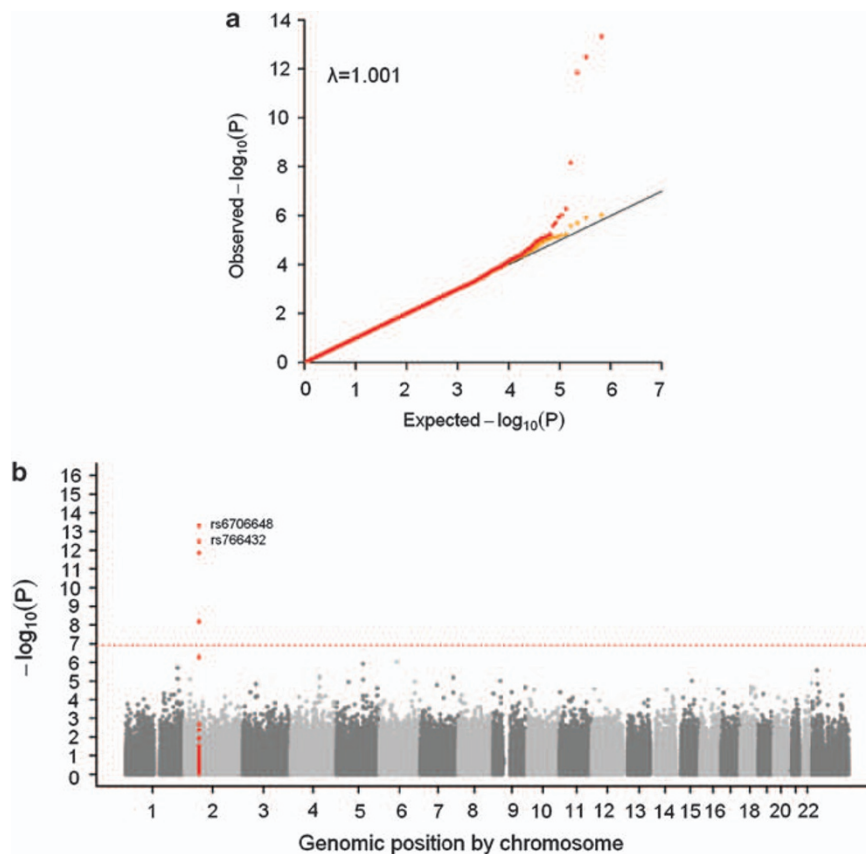 a
14
12
10
8
6
4
2
0
λ=1.001
Observed –log10(P)
0 1 2 3 4 5 6 7
Expected –log10(P)
b
16
15
14
13
12
11
10
9
8
7
6
5
4
3
2
1
0
rs6706648
rs766432
–log10(P)
1 2 3 4 5 6 7 8 9 10 11 12 13 14 15 16 18 20 22
Genomic position by chromosome